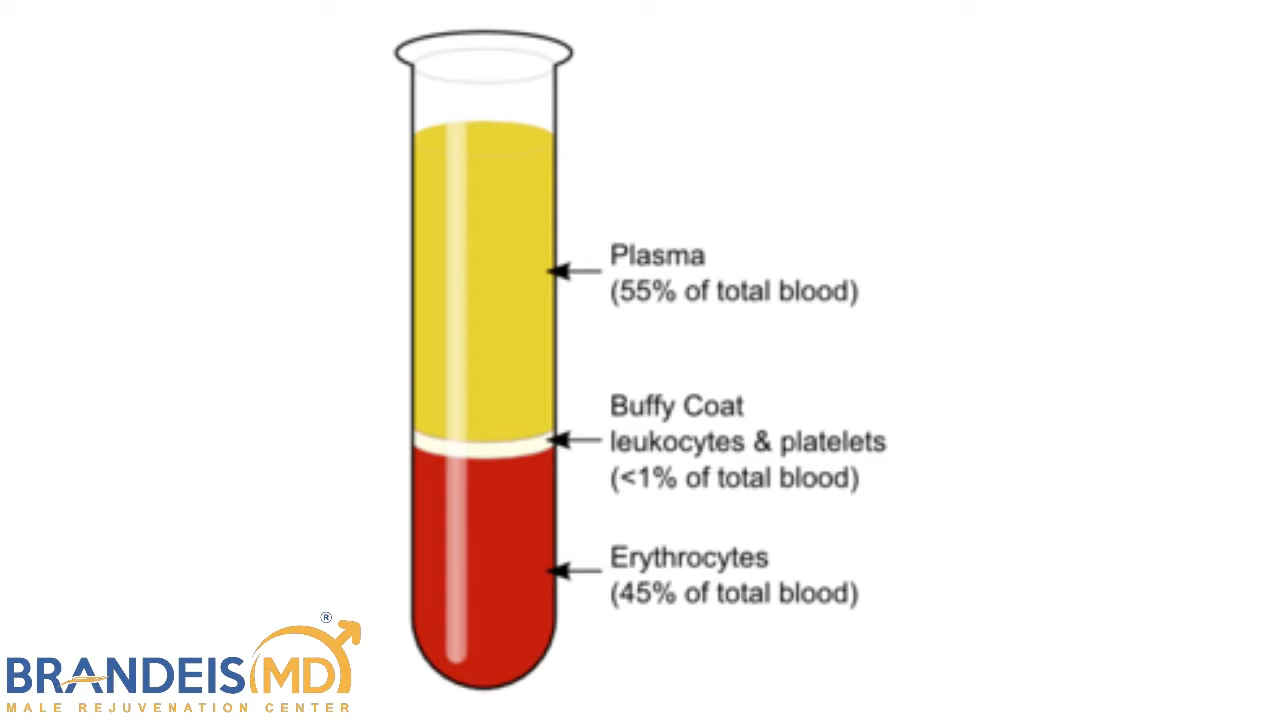 Plasma
(55% of total blood)
Buffy Coat
leukocytes & platelets
(<1% of total blood)
Erythrocytes
(45% of total blood)
®
BRANDEIS MD
MALE REJUVENATION CENTER